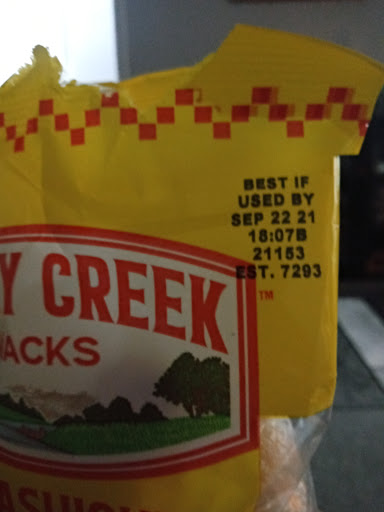 BEST IF
USED BY
SEP 22 21
18:07B
21153
EST. 7293
Y CREEK
TM
ACKS